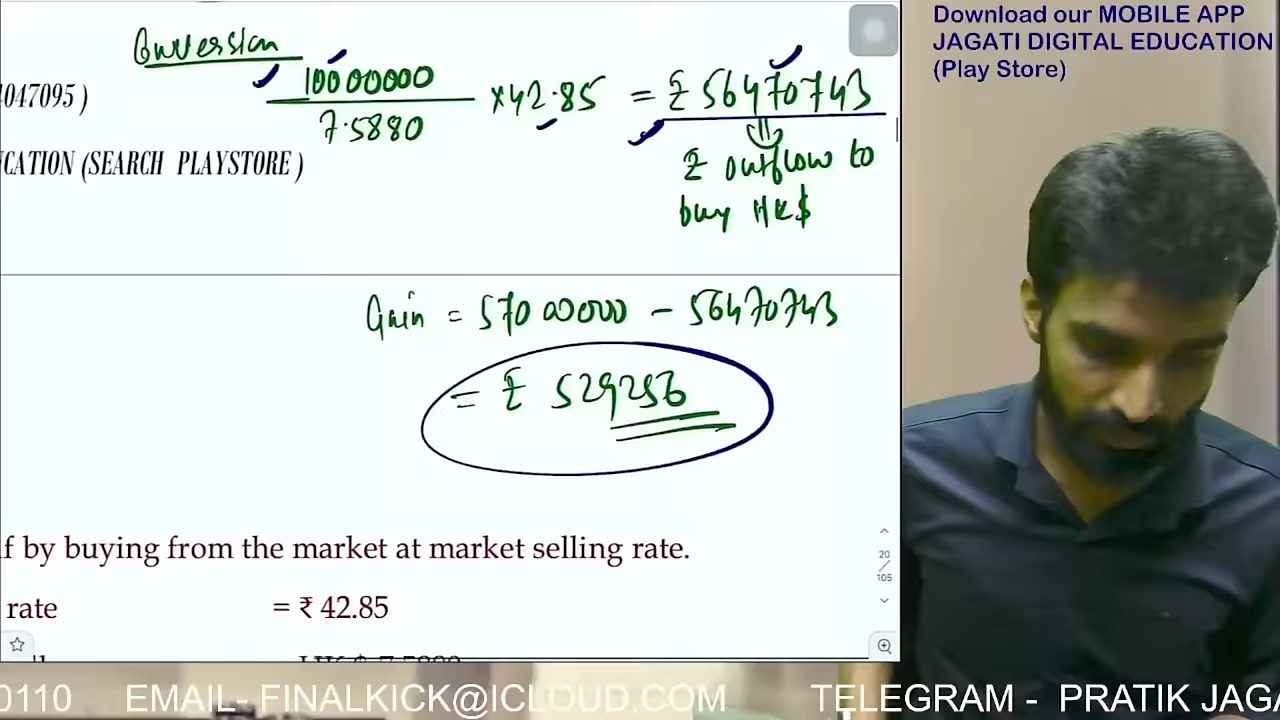 Download our MOBILE APP
JAGATI DIGITAL EDUCATION
(Play Store)
Conversion
10000000
7.5880
×42.85 = ₹ 56470743
₹ outflow to
buy HK$
047095 )
CATION (SEARCH PLAYSTORE )
Gain = 57000000 - 56470743
= ₹ 529256
f by buying from the market at market selling rate.
rate = ₹ 42.85
20
/
105
0110 EMAIL- FINALKICK@ICLOUD.COM TELEGRAM - PRATIK JAGA